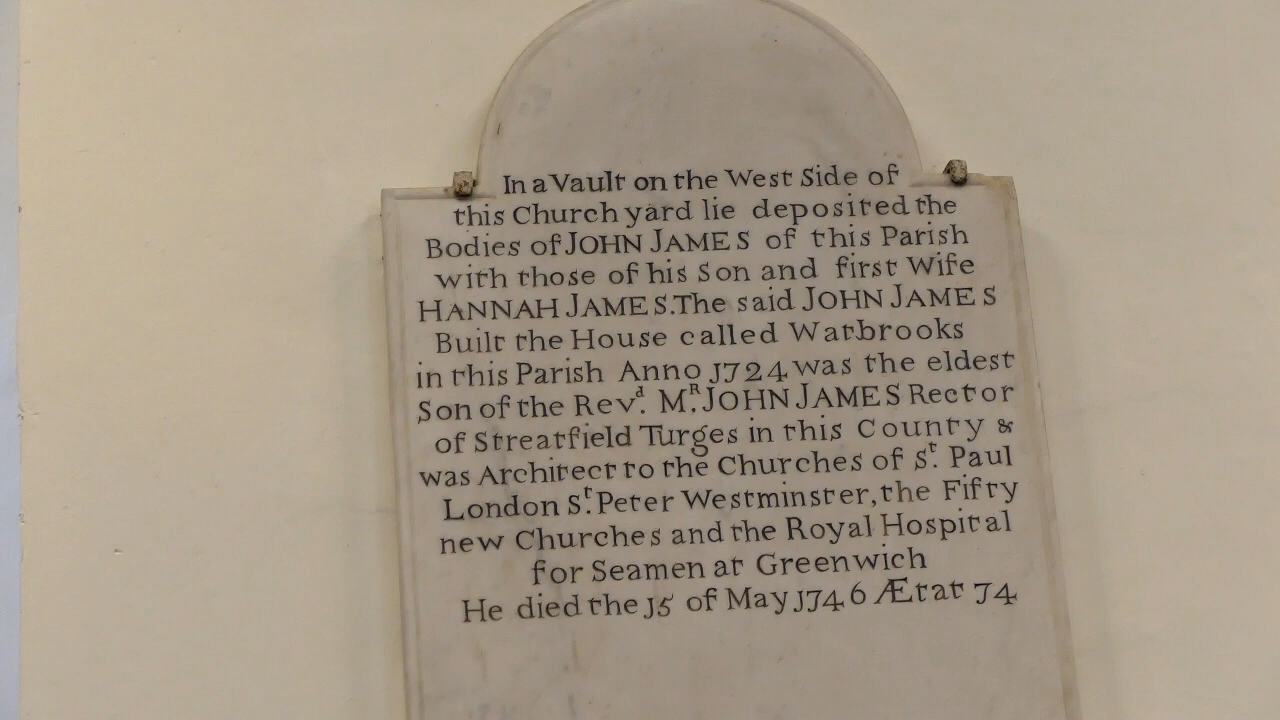 In a Vault on the West Side of
this Church yard lie deposited the
Bodies of JOHN JAMES of this Parish
with those of his Son and first Wife
HANNAH JAMES. The said JOHN JAMES
Built the House called Warbrooks
in this Parish Anno 1724 was the eldest
Son of the Revd. MR. JOHN JAMES Rector
of Streatfield Turges in this County &
was Architect to the Churches of St. Paul
London St. Peter Westminster, the Fifty
new Churches and the Royal Hospital
for Seamen at Greenwich
He died the 15 of May 1746 Ætat 74